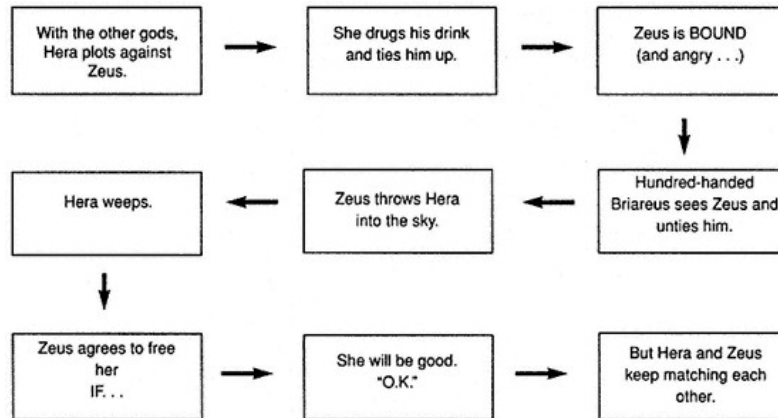 With the other gods,
Hera plots against
Zeus.
She drugs his drink
and ties him up.
Zeus is BOUND
(and angry . . .)
Hundred-handed
Briareus sees Zeus and
unties him.
Zeus throws Hera
into the sky.
Hera weeps.
Zeus agrees to free
her
IF. . .
She will be good.
"O.K."
But Hera and Zeus
keep matching each
other.